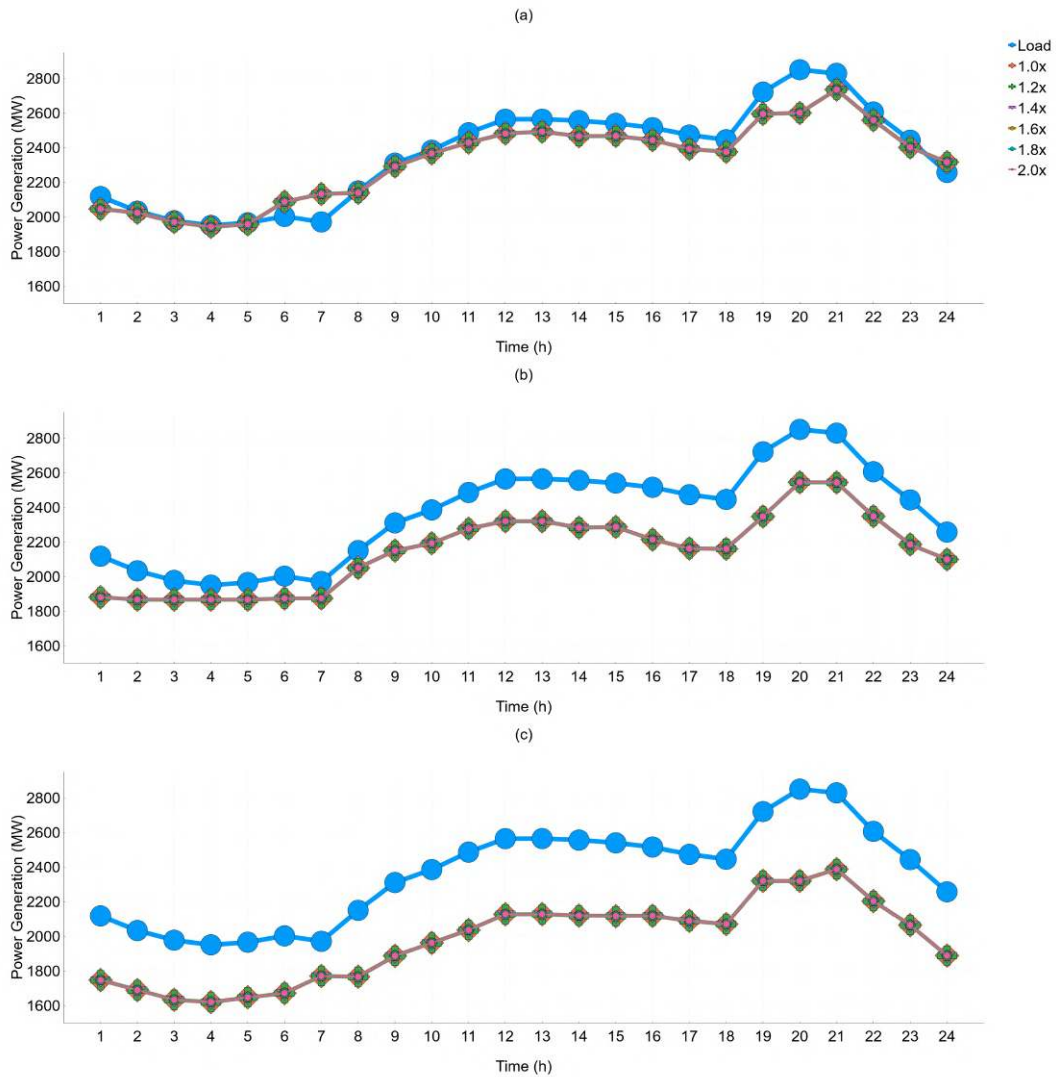 (a)
Load
1.0x
1.2x
1.4x
1.6x
1.8x
2.0x
Power Generation (MW)
2800
2600
2400
2200
2000
1800
1600
1 2 3 4 5 6 7 8 9 10 11 12 13 14 15 16 17 18 19 20 21 22 23 24
Time (h)
(b)
Power Generation (MW)
2800
2600
2400
2200
2000
1800
1600
1 2 3 4 5 6 7 8 9 10 11 12 13 14 15 16 17 18 19 20 21 22 23 24
Time (h)
(c)
Power Generation (MW)
2800
2600
2400
2200
2000
1800
1600
1 2 3 4 5 6 7 8 9 10 11 12 13 14 15 16 17 18 19 20 21 22 23 24
Time (h)